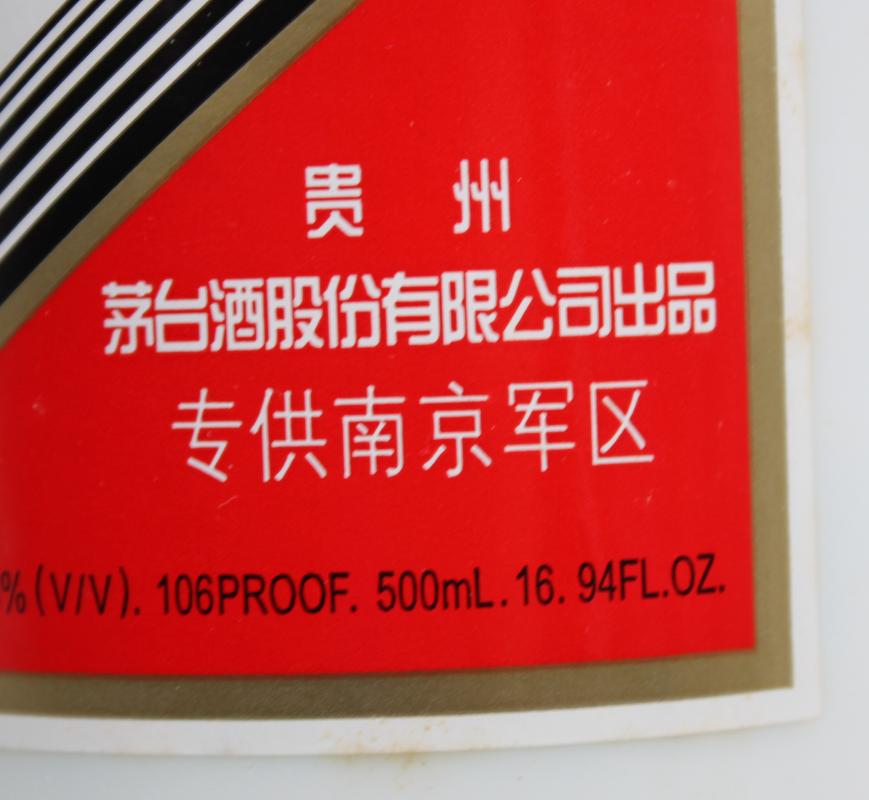 贵 州
茅台酒股份有限公司出品
专供南京军区
%(V/V). 106PROOF. 500mL.16. 94FL.OZ.